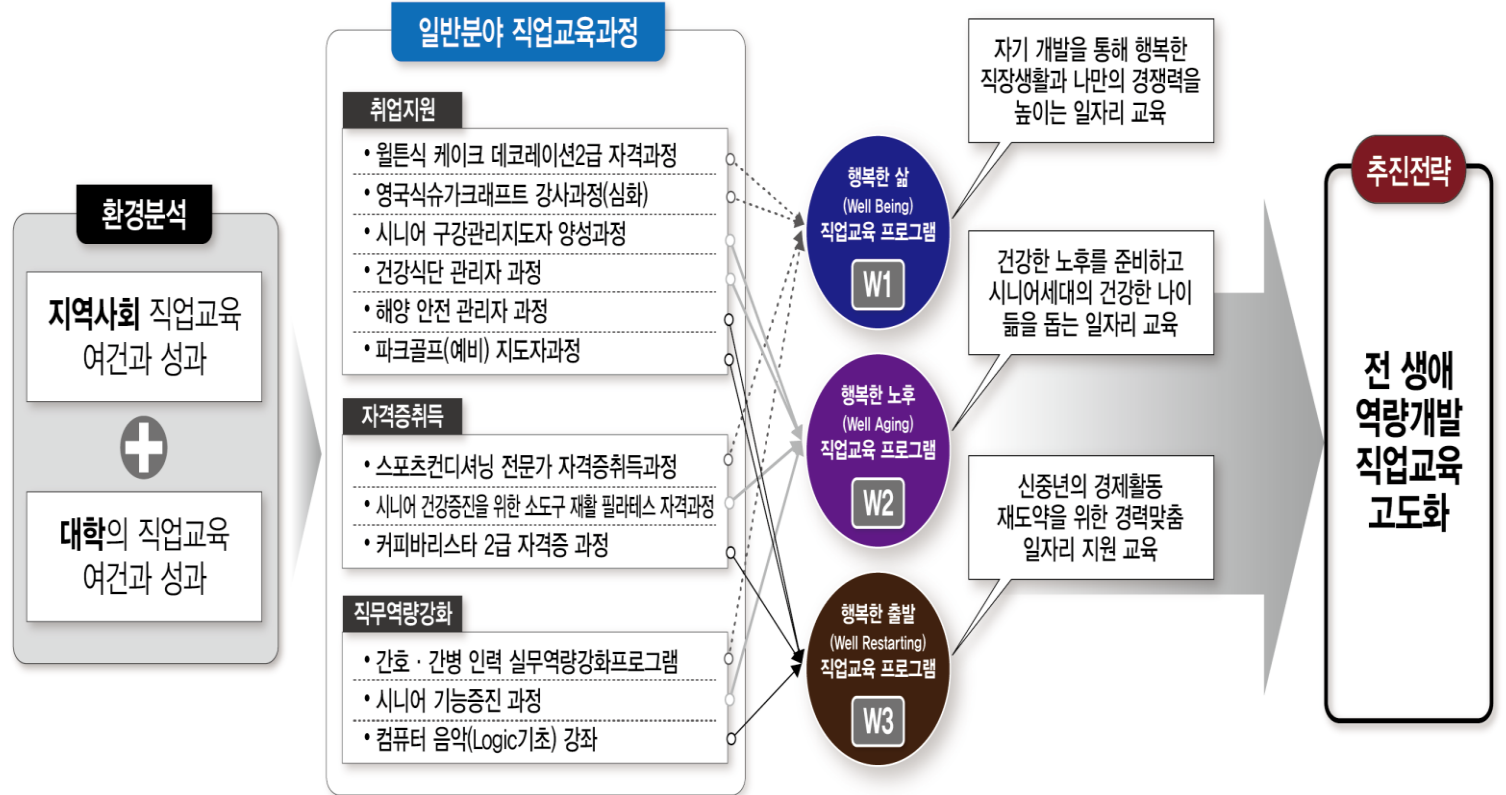 환경분석
지역사회 직업교육
여건과 성과
대학의 직업교육
여건과 성과
일반분야 직업교육과정
취업지원
• 윌튼식 케이크 데코레이션2급 자격과정
• 영국식슈가크래프트 강사과정(심화)
• 시니어 구강관리지도자 양성과정
• 건강식단 관리자 과정
• 해양 안전 관리자 과정
• 파크골프(예비) 지도자과정
자격증취득
• 스포츠컨디셔닝 전문가 자격증취득과정
• 시니어 건강증진을 위한 소도구 재활 필라테스 자격과정
• 커피바리스타 2급 자격증 과정
직무역량강화
• 간호 · 간병 인력 실무역량강화프로그램
• 시니어 기능증진 과정
• 컴퓨터 음악(Logic기초) 강좌
행복한 삶
(Well Being)
직업교육 프로그램
W1
행복한 노후
(Well Aging)
직업교육 프로그램
W2
행복한 출발
(Well Restarting)
직업교육 프로그램
W3
자기 개발을 통해 행복한
직장생활과 나만의 경쟁력을
높이는 일자리 교육
건강한 노후를 준비하고
시니어세대의 건강한 나이
듦을 돕는 일자리 교육
신중년의 경제활동
재도약을 위한 경력맞춤
일자리 지원 교육
추진전략
전 생애
역량개발
직업교육
고도화